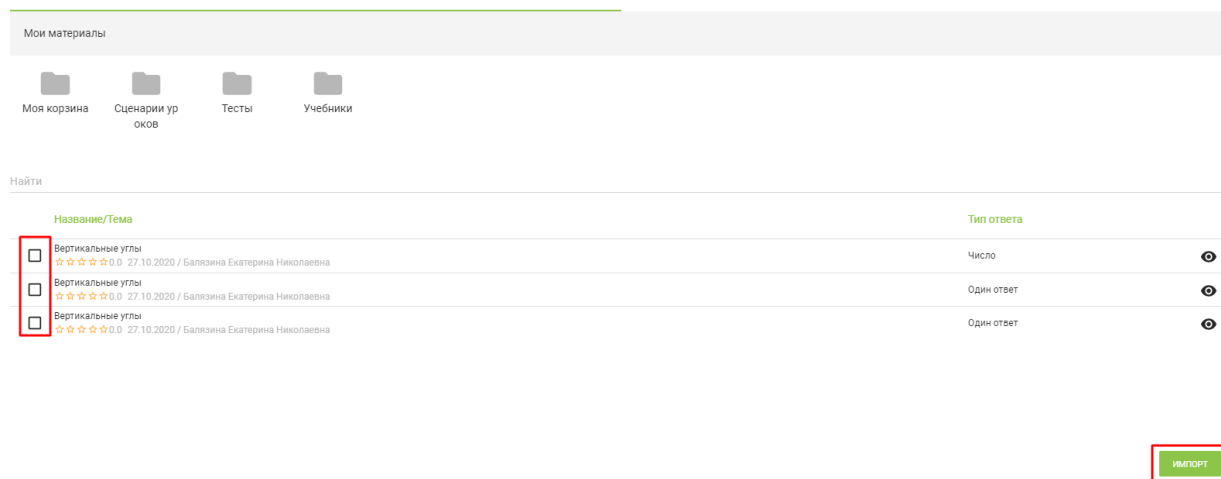 Мои материалы
Моя корзина Сценарии ур Тесты Учебники
оков
Найти
Название/Тема Тип ответа
Вертикальные углы
0.0 27.10.2020 / Балязина Екатерина Николаевна Число
Вертикальные углы
0.0 27.10.2020 / Балязина Екатерина Николаевна Один ответ
Вертикальные углы
0.0 27.10.2020 / Балязина Екатерина Николаевна Один ответ
ИМПОРТ